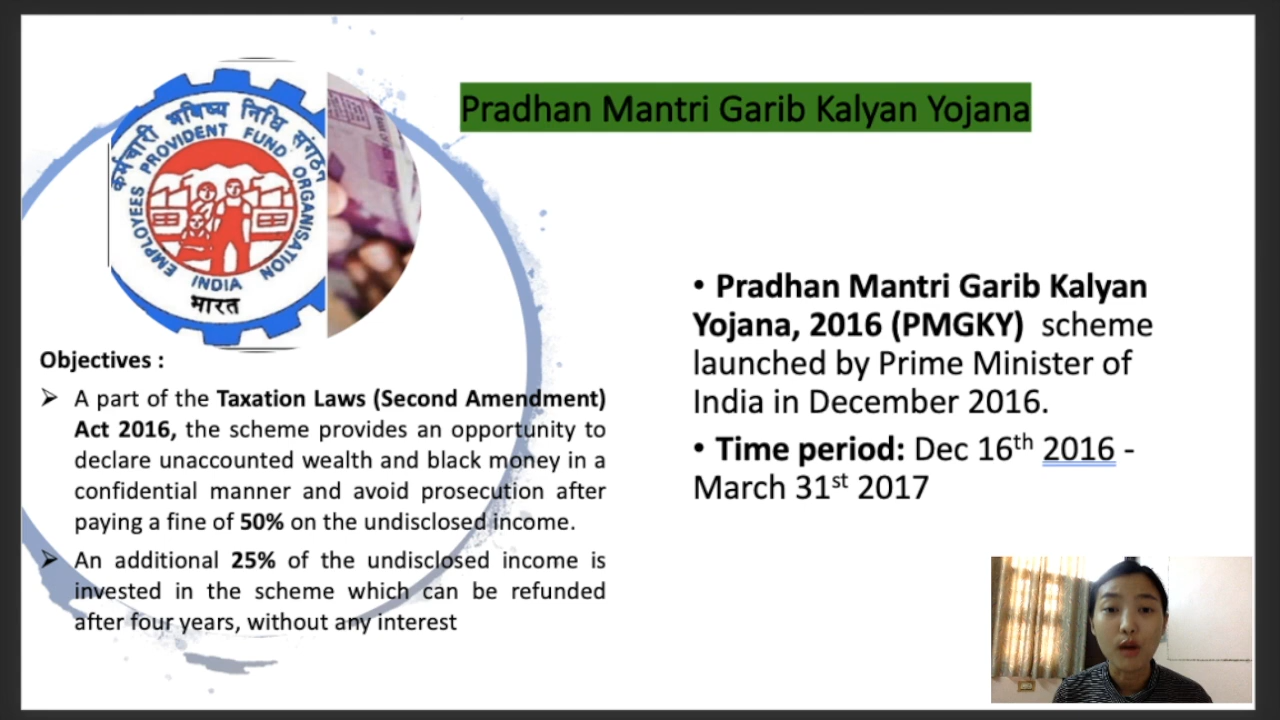 Pradhan Mantri Garib Kalyan Yojana
कर्मचारी भविष्य निधि संगठन
EMPLOYEES PROVIDENT FUND ORGANISATION
INDIA
भारत
Objectives :
➢ A part of the Taxation Laws (Second Amendment)
Act 2016, the scheme provides an opportunity to
declare unaccounted wealth and black money in a
confidential manner and avoid prosecution after
paying a fine of 50% on the undisclosed income.
➢ An additional 25% of the undisclosed income is
invested in the scheme which can be refunded
after four years, without any interest
• Pradhan Mantri Garib Kalyan
Yojana, 2016 (PMGKY) scheme
launched by Prime Minister of
India in December 2016.
• Time period: Dec 16th 2016 -
March 31st 2017